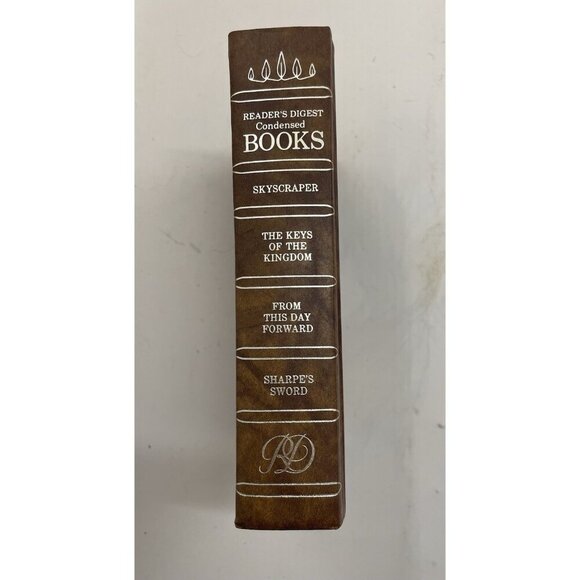 READER'S DIGEST
Condensed
BOOKS
SKYSCRAPER
THE KEYS
OF THE
KINGDOM
FROM
THIS DAY
FORWARD
SHARPE'S
SWORD
RD